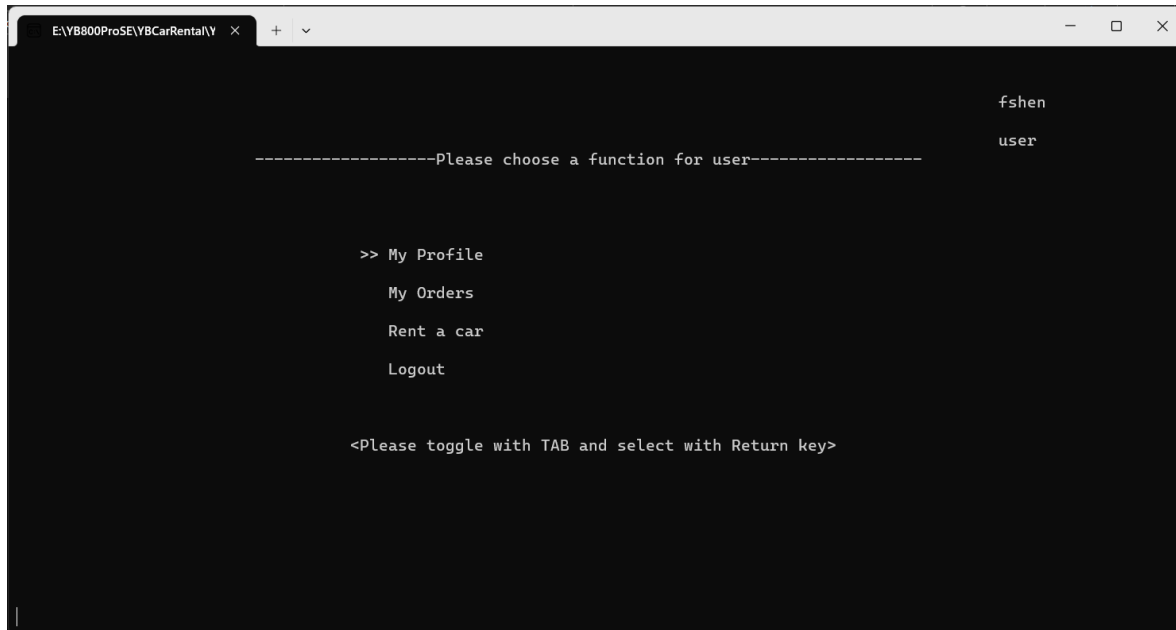 E:\YB800ProSE\YBCarRental\Y
fshen
user
-------------------Please choose a function for user------------------
>> My Profile
My Orders
Rent a car
Logout
<Please toggle with TAB and select with Return key>